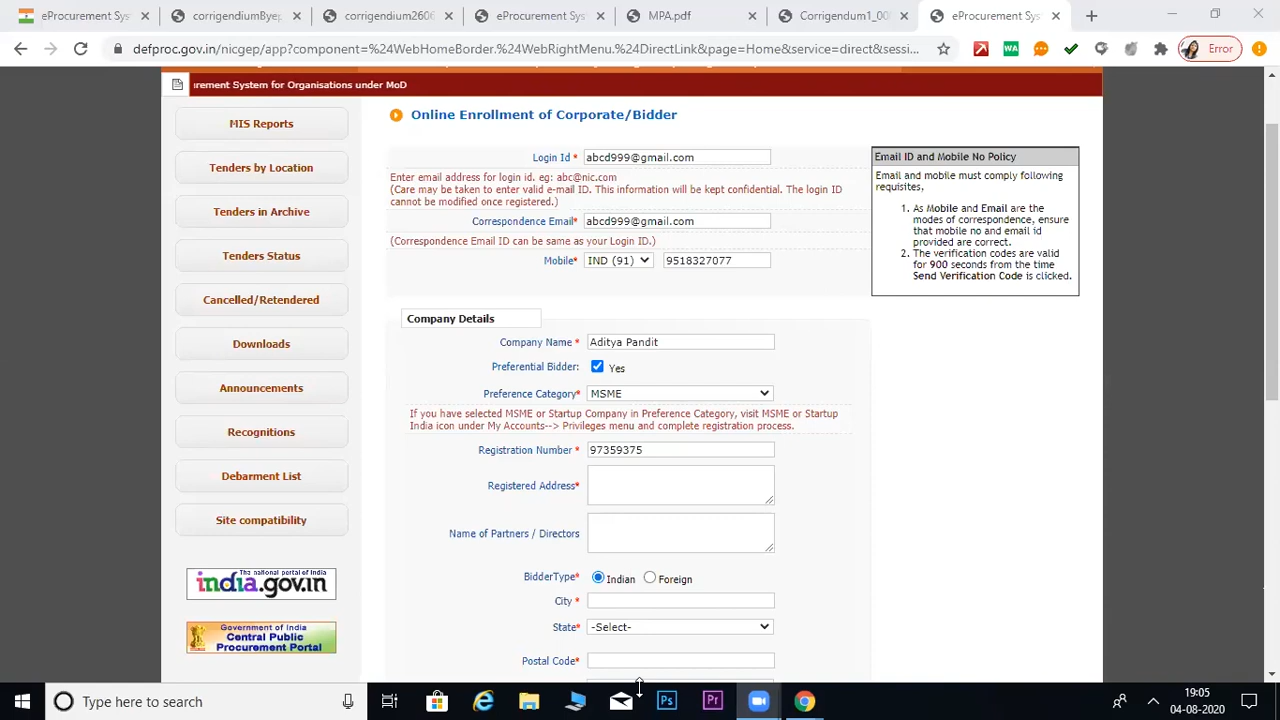 eProcurement Sys
corrigendiumByep
corrigendum2606
eProcurement Sys
MPA.pdf
Corrigendum1_00
eProcurement Sys
defproc.gov.in/nicgep/app?component=%24WebHomeBorder.%24WebRightMenu.%24DirectLink&page=Home&service=direct&sessi...
WA
Error
rement System for Organisations under MoD
MIS Reports
Tenders by Location
Tenders in Archive
Tenders Status
Cancelled/Retendered
Downloads
Announcements
Recognitions
Debarment List
Site compatibility
The national portal of India
india.gov.in
Government of India
Central Public
Procurement Portal
Online Enrollment of Corporate/Bidder
Login Id * abcd999@gmail.com
Enter email address for login id. eg: abc@nic.com
(Care may be taken to enter valid e-mail ID. This information will be kept confidential. The login ID
cannot be modified once registered.)
Correspondence Email* abcd999@gmail.com
(Correspondence Email ID can be same as your Login ID.)
Mobile* IND (91) 9518327077
Email ID and Mobile No Policy
Email and mobile must comply following
requisites,
1. As Mobile and Email are the
modes of correspondence, ensure
that mobile no and email id
provided are correct.
2. The verification codes are valid
for 900 seconds from the time
Send Verification Code is clicked.
Company Details
Company Name * Aditya Pandit
Preferential Bidder: Yes
Preference Category* MSME
If you have selected MSME or Startup Company in Preference Category, visit MSME or Startup
India icon under My Accounts--> Privileges menu and complete registration process.
Registration Number * 97359375
Registered Address*
Name of Partners / Directors
BidderType* Indian Foreign
City *
State* -Select-
Postal Code*
Type here to search
Ps
Pr
19:05
04-08-2020